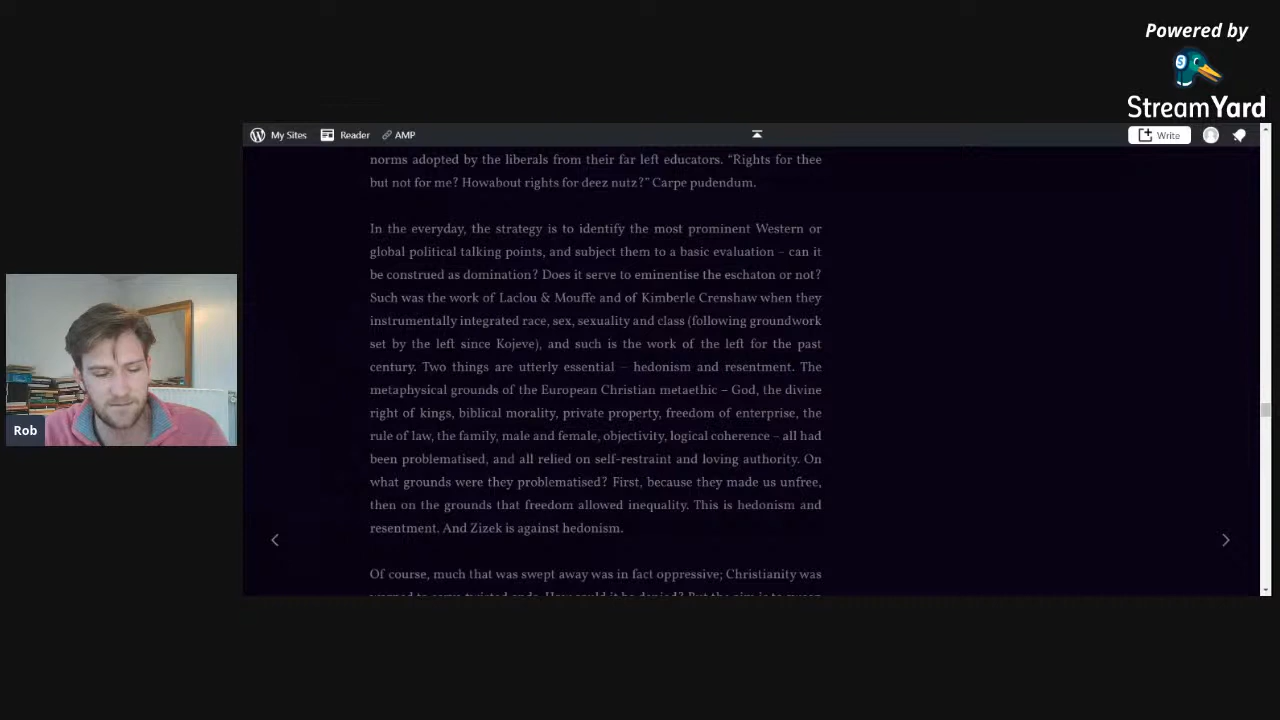 Powered by
StreamYard
My Sites
Reader
AMP
Write
norms adopted by the liberals from their far left educators. “Rights for thee
but not for me? Howabout rights for deez nutz?” Carpe pudendum.
In the everyday, the strategy is to identify the most prominent Western or
global political talking points, and subject them to a basic evaluation – can it
be construed as domination? Does it serve to eminentise the eschaton or not?
Such was the work of Laclou & Mouffe and of Kimberle Crenshaw when they
instrumentally integrated race, sex, sexuality and class (following groundwork
set by the left since Kojeve), and such is the work of the left for the past
century. Two things are utterly essential – hedonism and resentment. The
metaphysical grounds of the European Christian metaethic – God, the divine
right of kings, biblical morality, private property, freedom of enterprise, the
rule of law, the family, male and female, objectivity, logical coherence – all had
been problematised, and all relied on self-restraint and loving authority. On
what grounds were they problematised? First, because they made us unfree,
then on the grounds that freedom allowed inequality. This is hedonism and
resentment. And Zizek is against hedonism.
Of course, much that was swept away was in fact oppressive; Christianity was
Rob